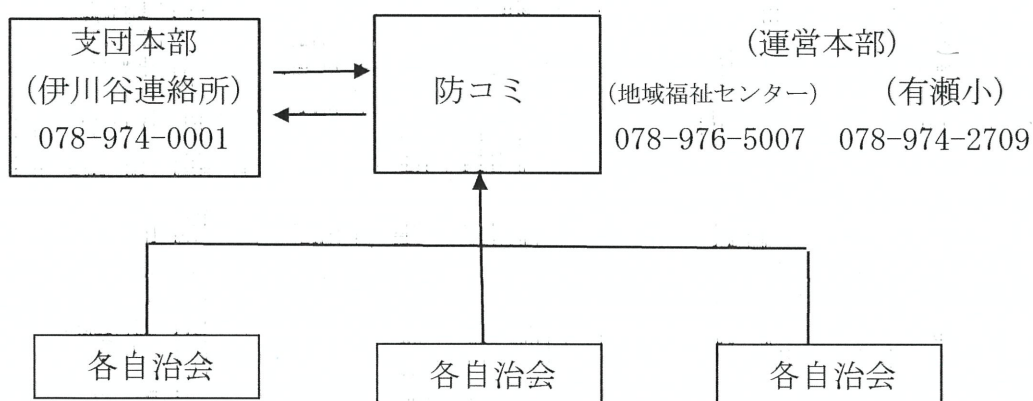 支団本部
(伊川谷連絡所)
078-974-0001
防コミ
(運営本部)
(地域福祉センター) (有瀬小)
078-976-5007 078-974-2709
各自治会
各自治会
各自治会